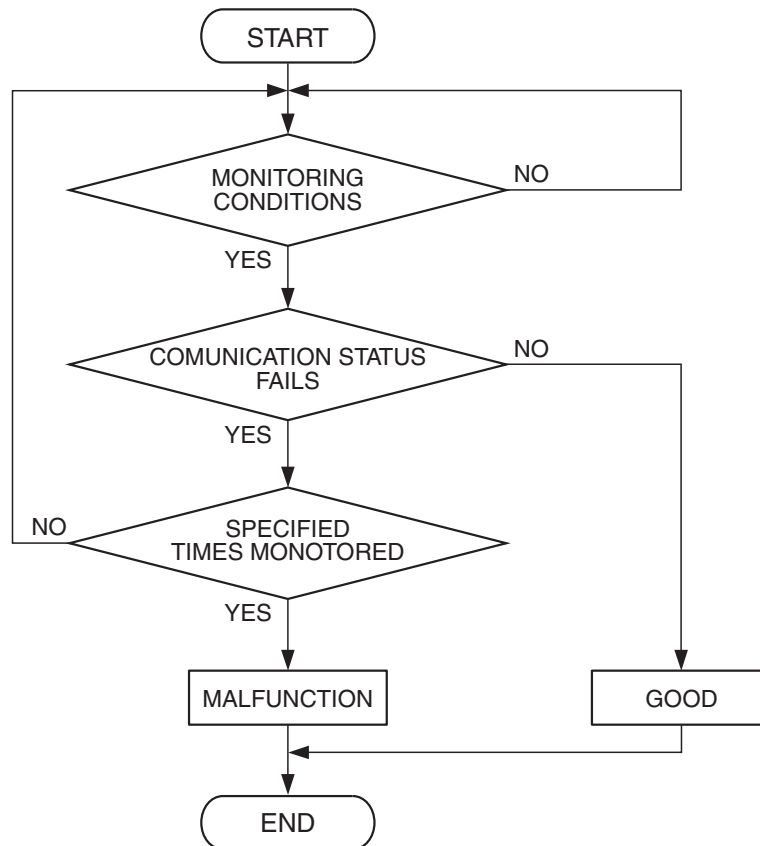 START
MONITORING
CONDITIONS
NO
YES
COMUNICATION STATUS
FAILS
NO
YES
SPECIFIED
TIMES MONOTORED
NO
YES
MALFUNCTION
GOOD
END